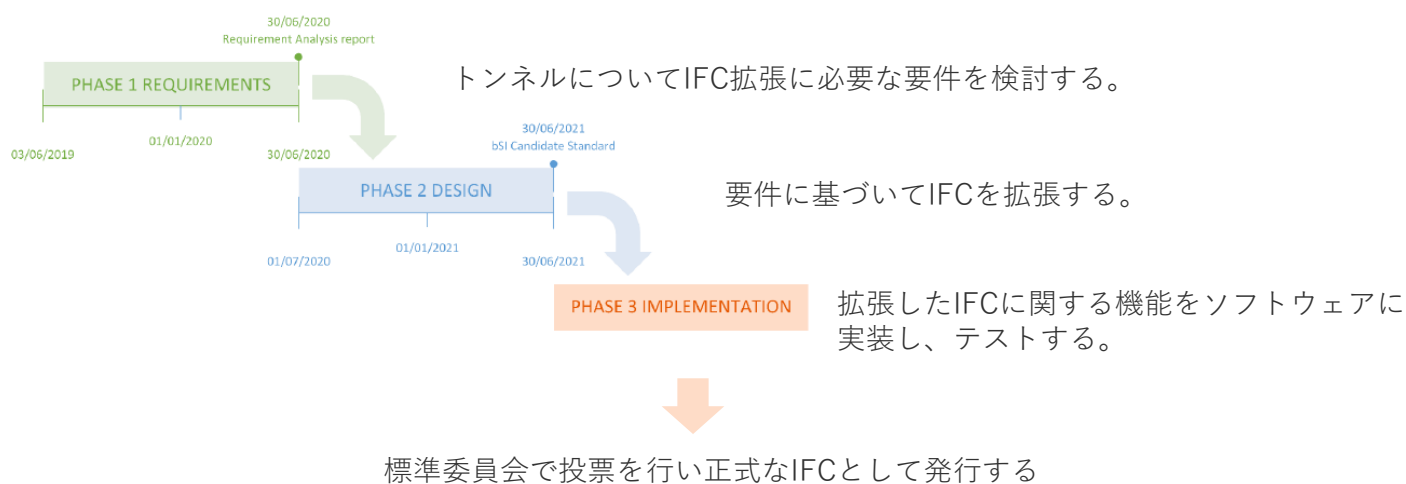 30/06/2020
Requirement Analysis report
PHASE 1 REQUIREMENTS
トンネルについてIFC拡張に必要な要件を検討する。
03/06/2019
01/01/2020
30/06/2020
30/06/2021
bSI Candidate Standard
PHASE 2 DESIGN
要件に基づいてIFCを拡張する。
01/07/2020
01/01/2021
30/06/2021
PHASE 3 IMPLEMENTATION
拡張したIFCに関する機能をソフトウェアに
実装し、テストする。
標準委員会で投票を行い正式なIFCとして発行する